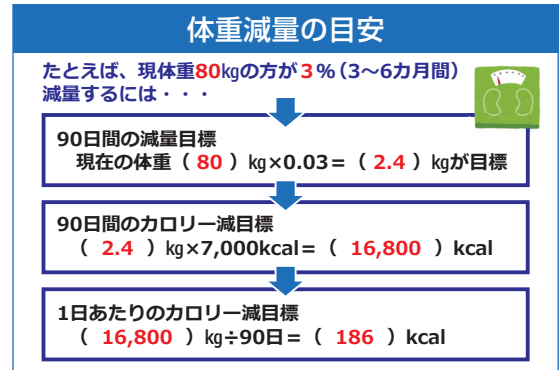 体重減量の目安
たとえば、現体重80㎏の方が3%(3〜6カ月間)
減量するには・・・
90日間の減量目標
現在の体重( 80 )㎏×0.03=( 2.4 )㎏が目標
90日間のカロリー減目標
( 2.4 )㎏×7,000kcal=( 16,800 )kcal
1日あたりのカロリー減目標
( 16,800 )㎏÷90日=( 186 )kcal